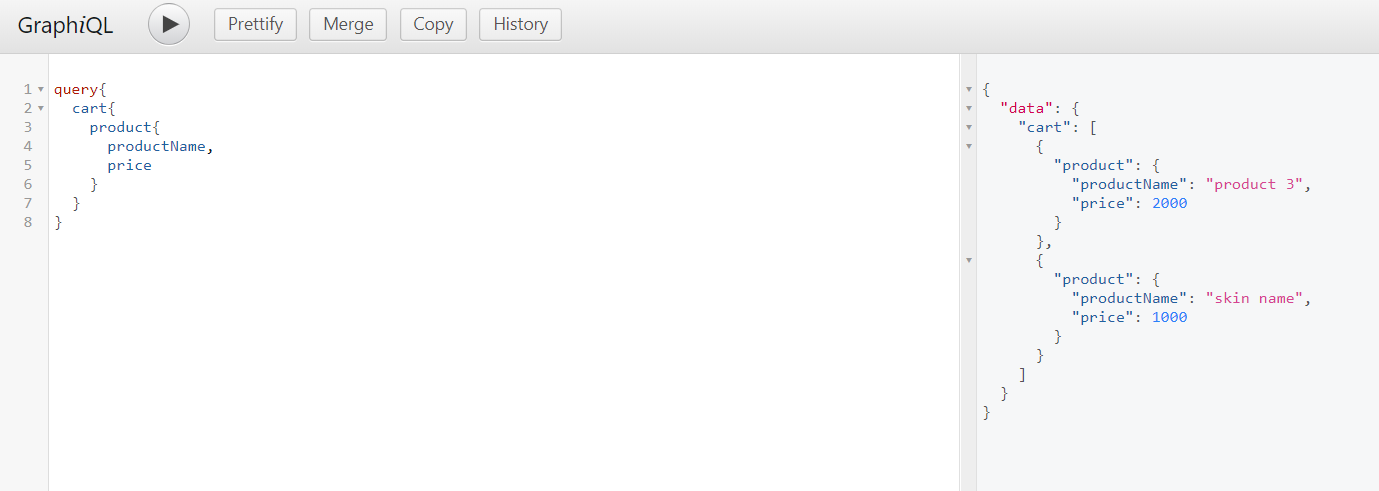 GraphiQL Prettify Merge Copy History
1 query{
2 cart{
3 product{
4 productName,
5 price
6 }
7 }
8 }
{
"data": {
"cart": [
{
"product": {
"productName": "product 3",
"price": 2000
}
},
{
"product": {
"productName": "skin name",
"price": 1000
}
}
]
}
}